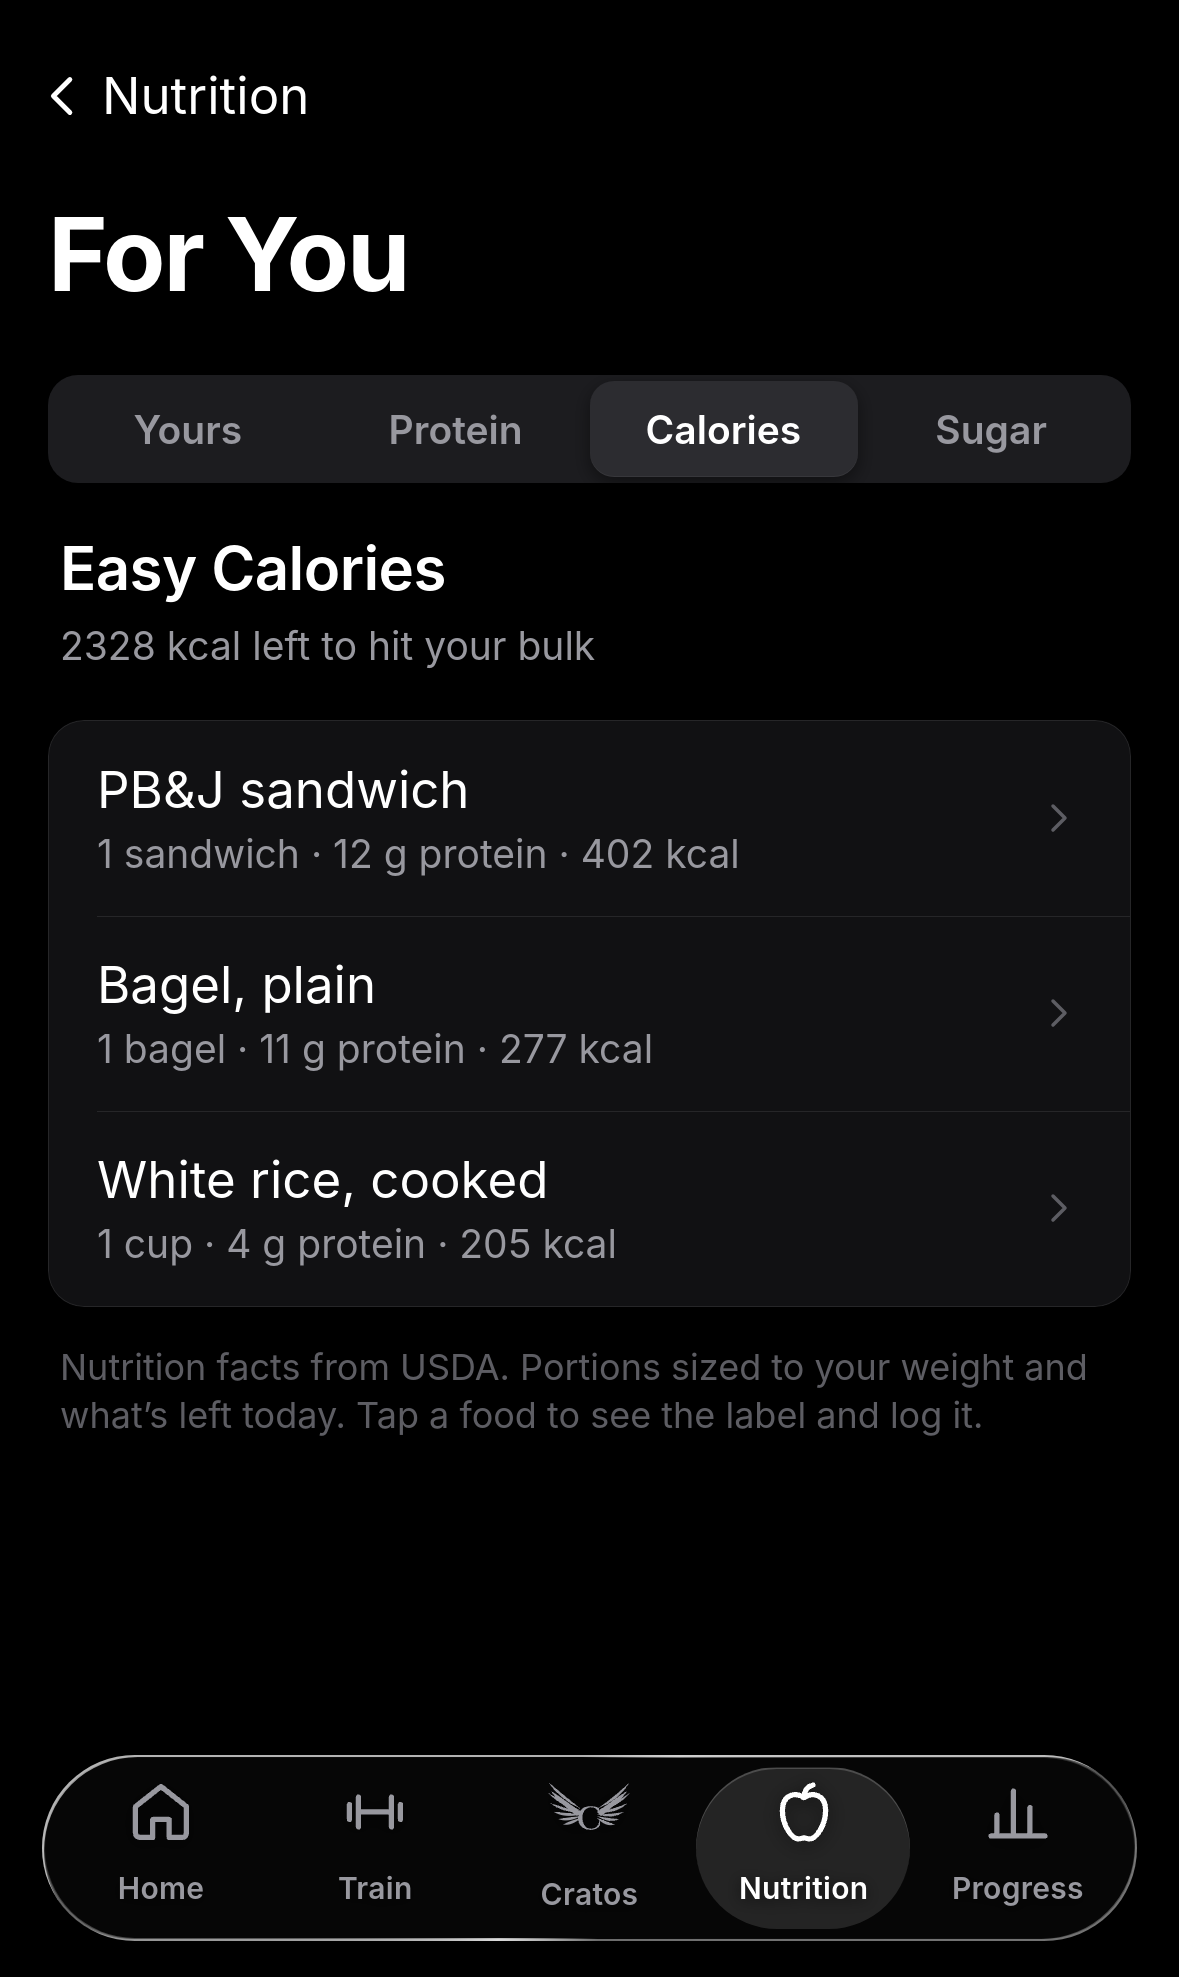 Nutrition
For You
Yours
Protein
Calories
Sugar
Easy Calories
2328 kcal left to hit your bulk
PB&J sandwich
1 sandwich · 12 g protein · 402 kcal
Bagel, plain
1 bagel · 11 g protein · 277 kcal
White rice, cooked
1 cup · 4 g protein · 205 kcal
Nutrition facts from USDA. Portions sized to your weight and
what’s left today. Tap a food to see the label and log it.
C
Home
Train
Cratos
Nutrition
Progress